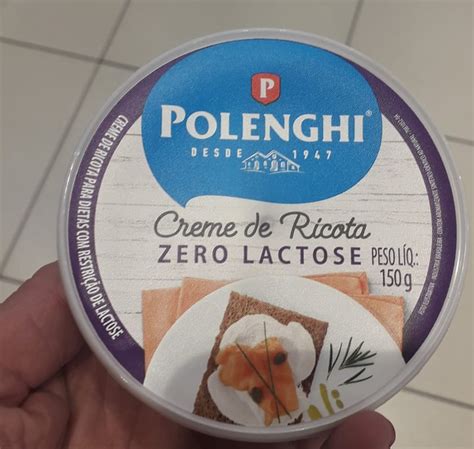 P
POLENGHI®
DESDE 1947
Creme de Ricota
ZERO LACTOSE
PESO LÍQ.:
150g
CREME DE RICOTA PARA DIETAS COM RESTRIÇÃO DE LACTOSE